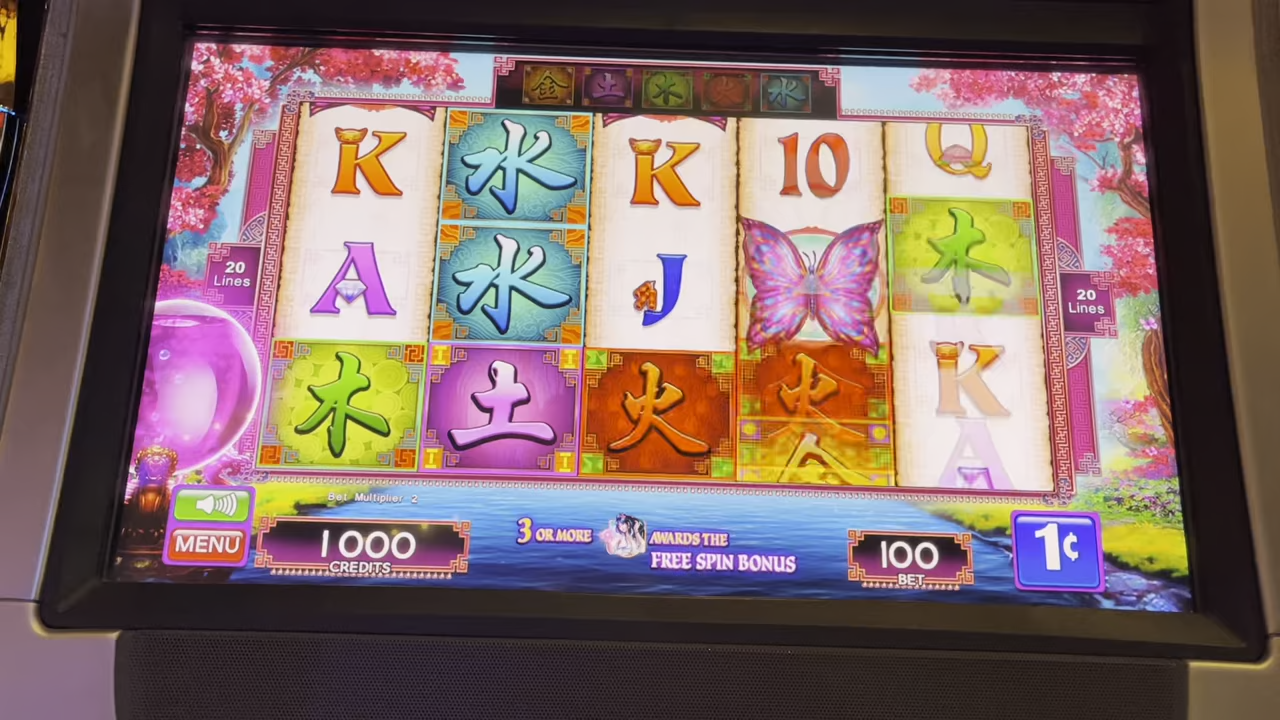 金 土 木 火 水
K 水 K 10 Q
A 水 J 木
木 土 火 火 K
金 A
20 Lines
20 Lines
Bet Multiplier 2
MENU
1000
CREDITS
3 OR MORE AWARDS THE
FREE SPIN BONUS
100
BET
1¢